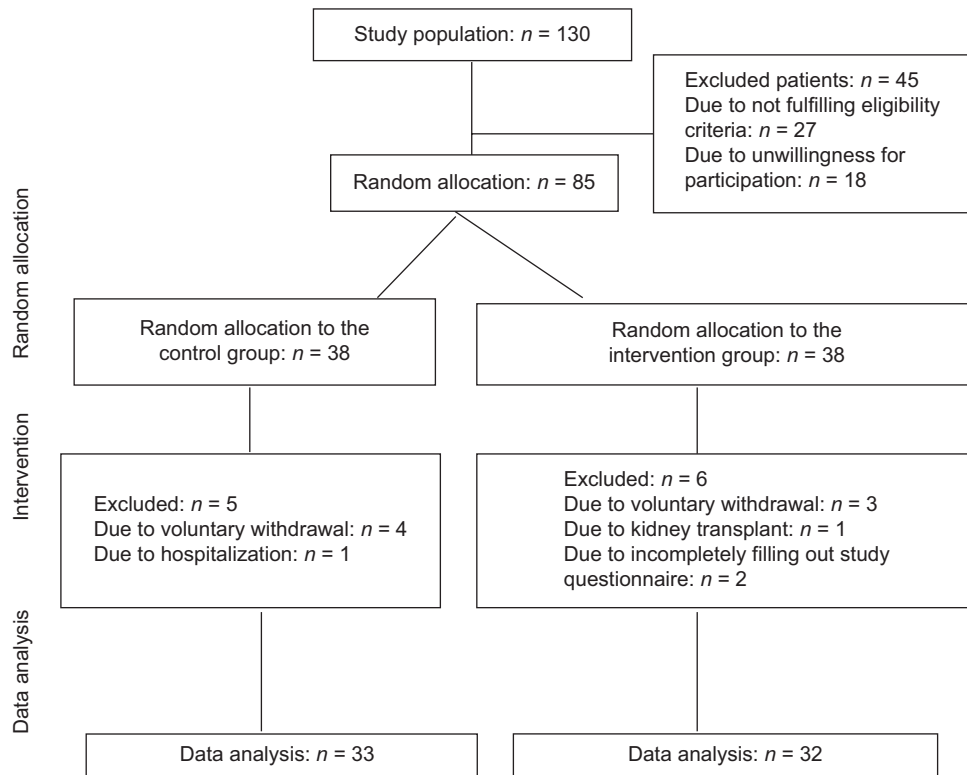 Study population: n = 130
Excluded patients: n = 45
Due to not fulfilling eligibility
criteria: n = 27
Due to unwillingness for
participation: n = 18
Random allocation: n = 85
Random allocation
Random allocation to the
control group: n = 38
Random allocation to the
intervention group: n = 38
Intervention
Excluded: n = 5
Due to voluntary withdrawal: n = 4
Due to hospitalization: n = 1
Excluded: n = 6
Due to voluntary withdrawal: n = 3
Due to kidney transplant: n = 1
Due to incompletely filling out study
questionnaire: n = 2
Data analysis
Data analysis: n = 33
Data analysis: n = 32